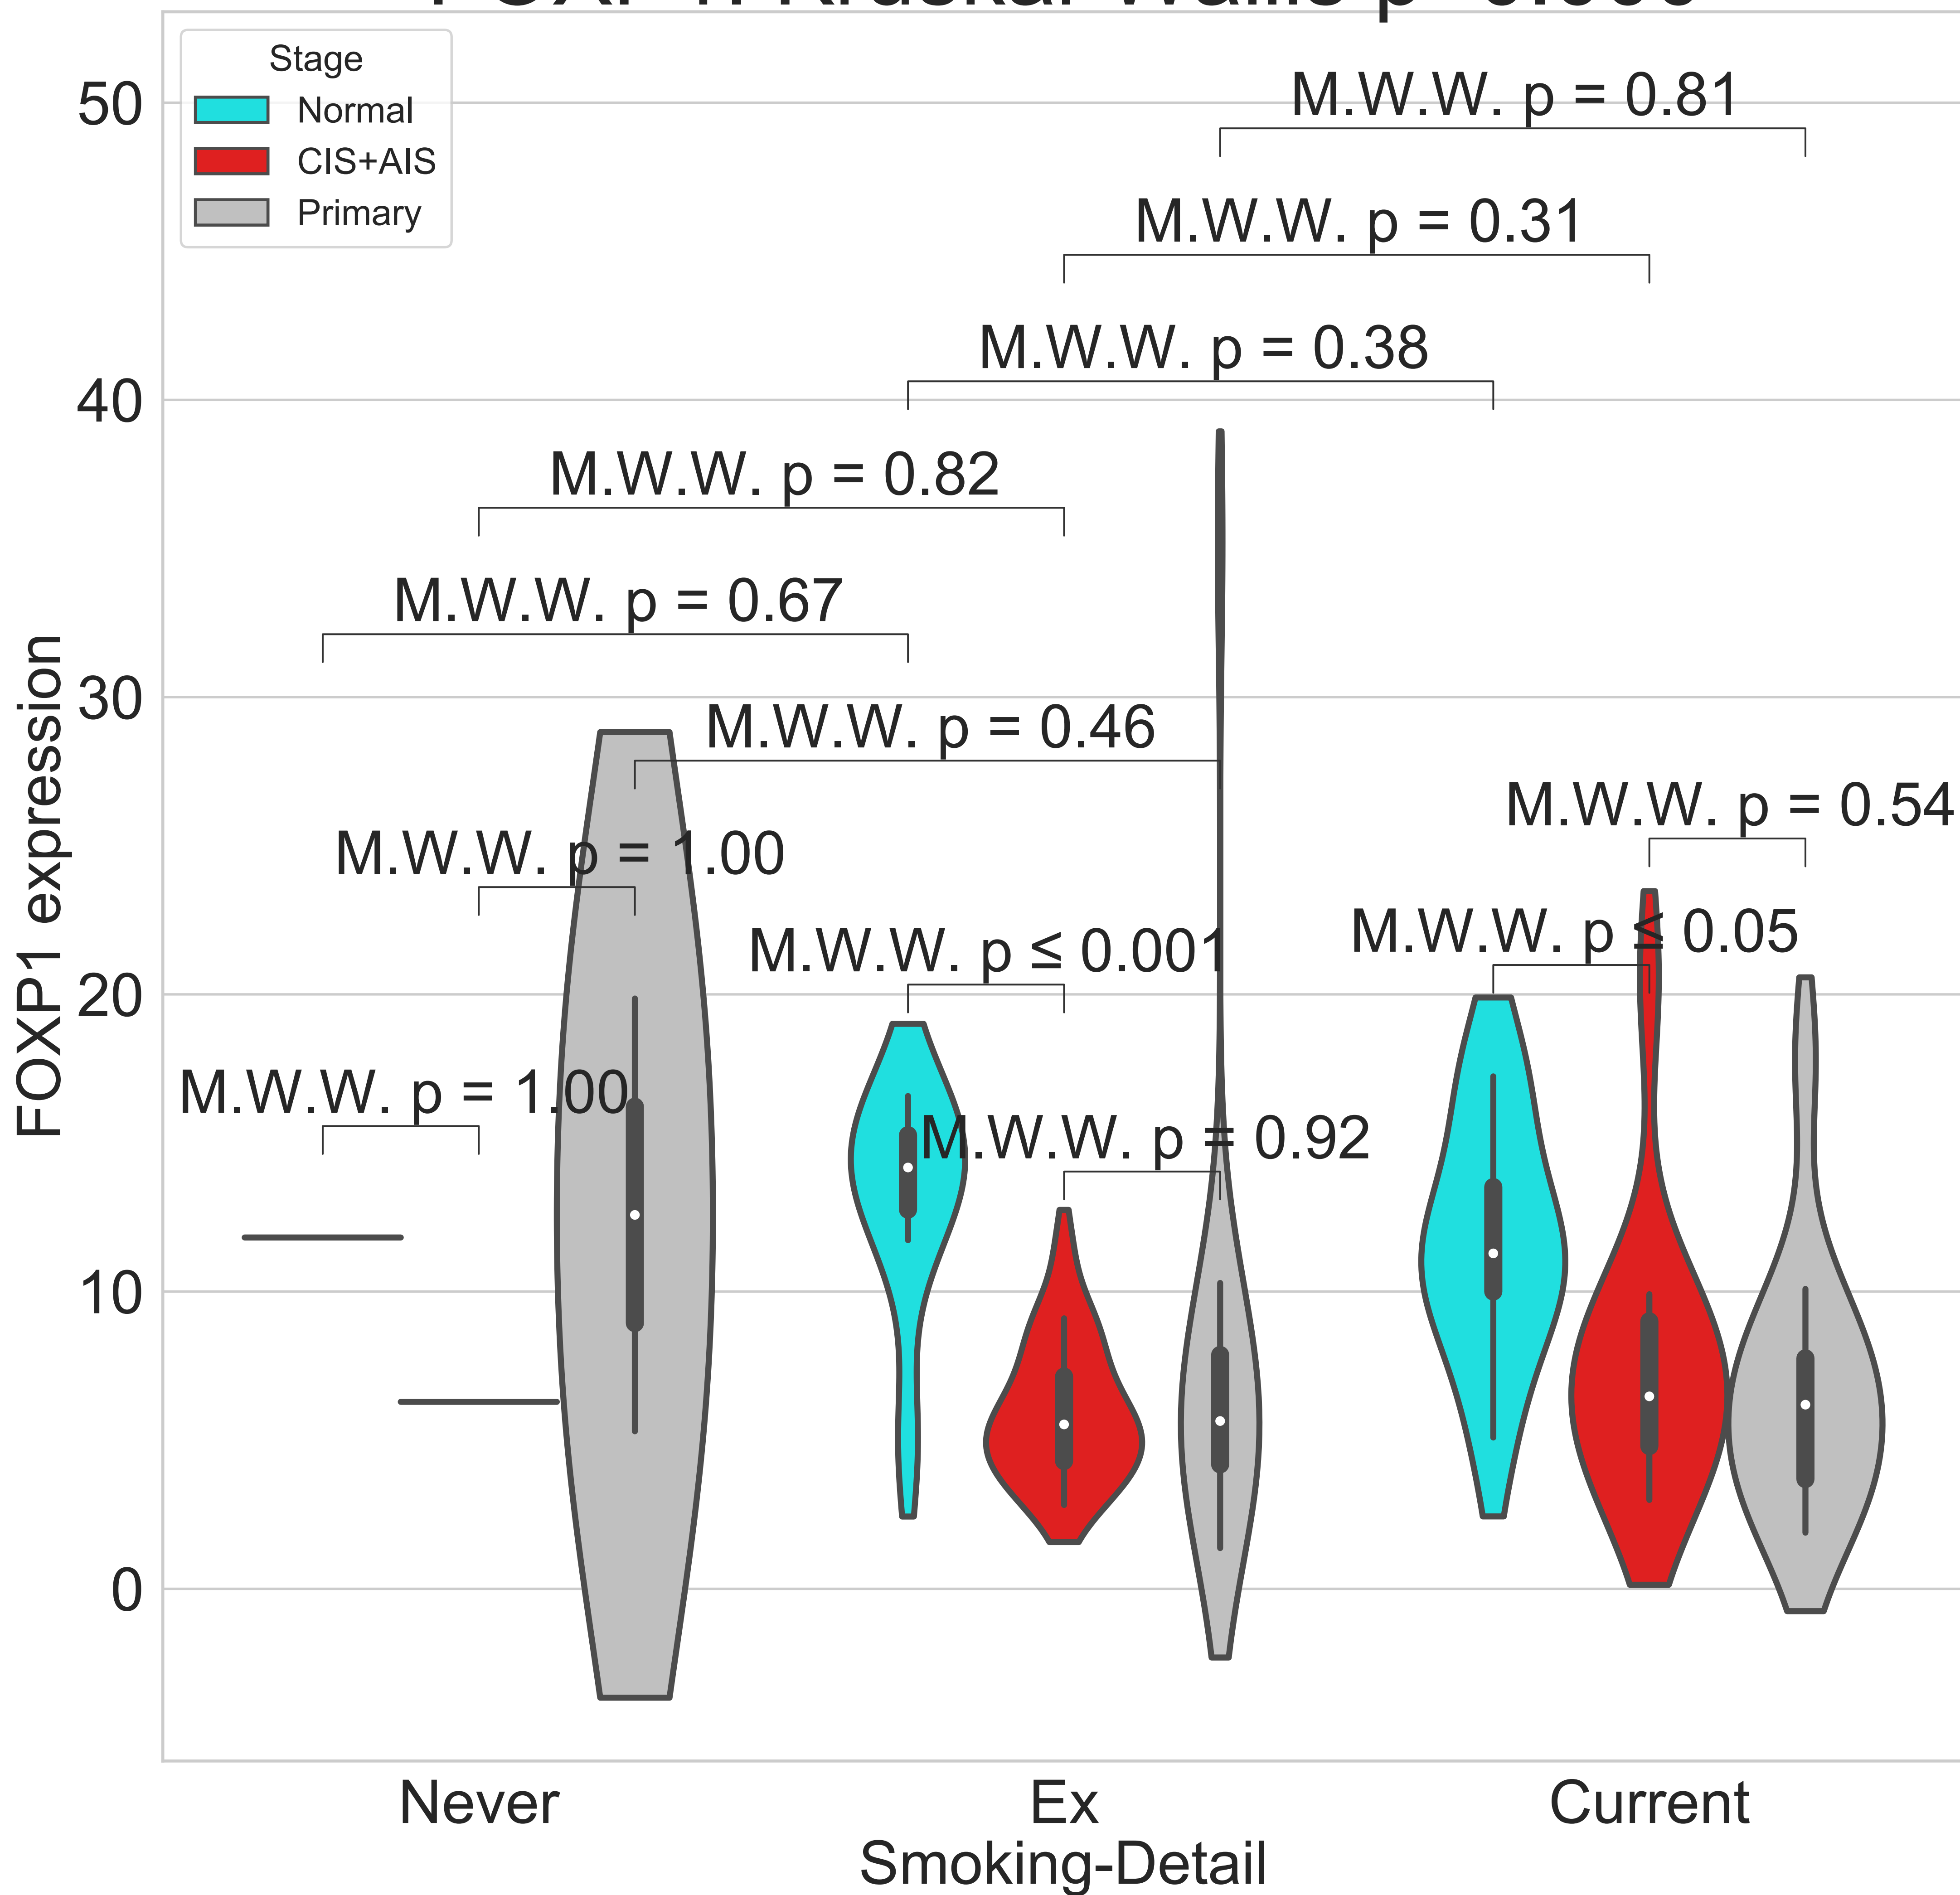 Stage
Normal
CIS+AIS
Primary
50
40
30
20
10
0
FOXP1 expression
M.W.W. p = 0.81
M.W.W. p = 0.31
M.W.W. p = 0.38
M.W.W. p = 0.82
M.W.W. p = 0.67
M.W.W. p = 0.46
M.W.W. p = 0.54
M.W.W. p = 1.00
M.W.W. p ≤ 0.001
M.W.W. p ≤ 0.05
M.W.W. p = 1.00
M.W.W. p = 0.92
Never
Ex
Current
Smoking-Detail